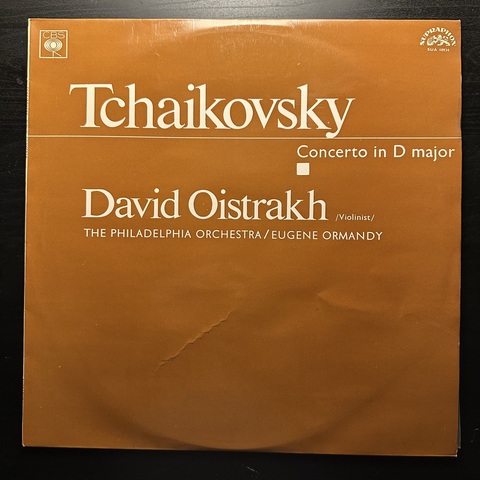 CBS
SUPRAPHON
Tchaikovsky
Concerto in D major
David Oistrakh /Violinist/
THE PHILADELPHIA ORCHESTRA/EUGENE ORMANDY